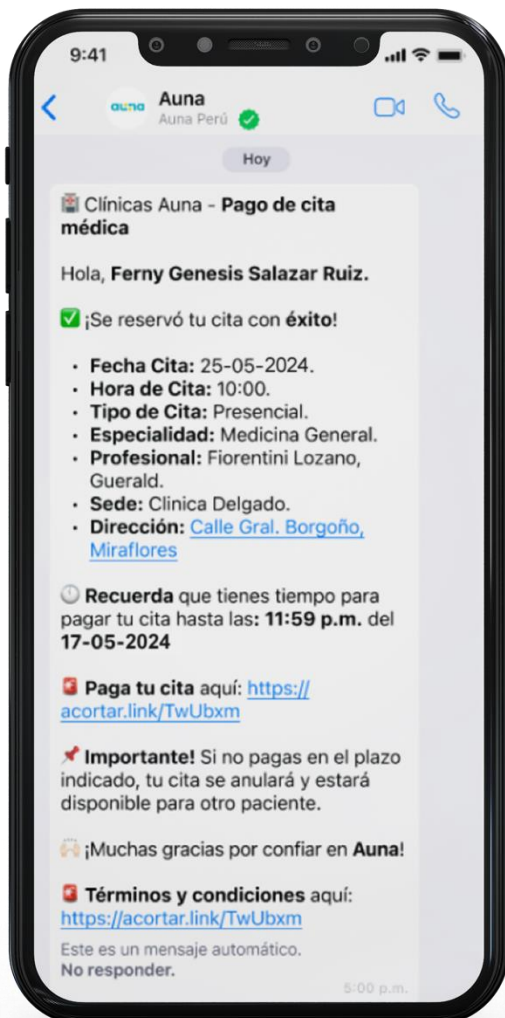 9:41
auna
Auna
Auna Perú
Hoy
Clínicas Auna - Pago de cita
médica
Hola, Ferny Genesis Salazar Ruiz.
¡Se reservó tu cita con éxito!
• Fecha Cita: 25-05-2024.
• Hora de Cita: 10:00.
• Tipo de Cita: Presencial.
• Especialidad: Medicina General.
• Profesional: Fiorentini Lozano,
Guerald.
• Sede: Clinica Delgado.
• Dirección: Calle Gral. Borgoño,
Miraflores
Recuerda que tienes tiempo para
pagar tu cita hasta las: 11:59 p.m. del
17-05-2024
Paga tu cita aquí: https://
acortar.link/TwUbxm
Importante! Si no pagas en el plazo
indicado, tu cita se anulará y estará
disponible para otro paciente.
¡Muchas gracias por confiar en Auna!
Términos y condiciones aquí:
https://acortar.link/TwUbxm
Este es un mensaje automático.
No responder.
5:00 p.m.